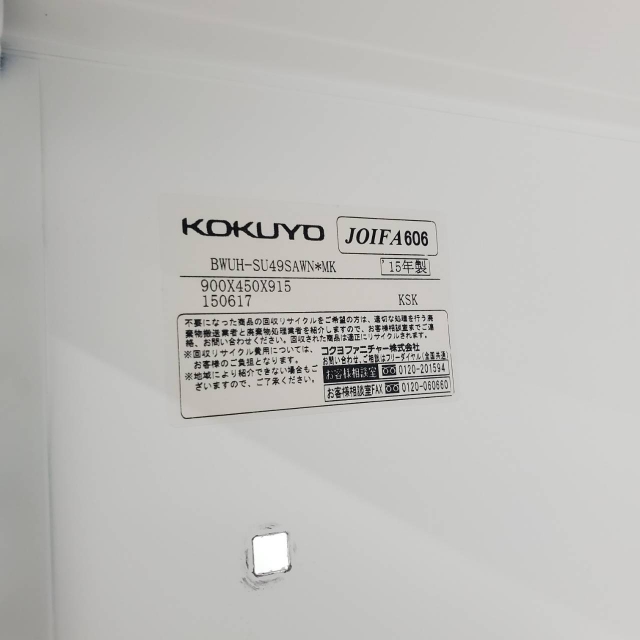 KOKUYO
JOIFA606
BWUH-SU49SAWN*MK
'15年製
900X450X915
150617
KSK
不要になった商品の回収リサイクルをご希望の方は、適切な処理を行う廃
棄物搬送業者と廃棄物処理業者を紹介しますので、お客様相談室までご連
絡、お問い合わせください。回収された商品は適正にリサイクルされます。
※回収リサイクル費用については、
お客様のご負担となります。
※地域により紹介できない場合もご
ざいますので、ご了承ください。
コクヨファニチャー株式会社
お問い合わせ、ご相談はフリーダイヤル(全国共通)
お客様相談室 0120-201594
お客様相談室FAX 0120-060660